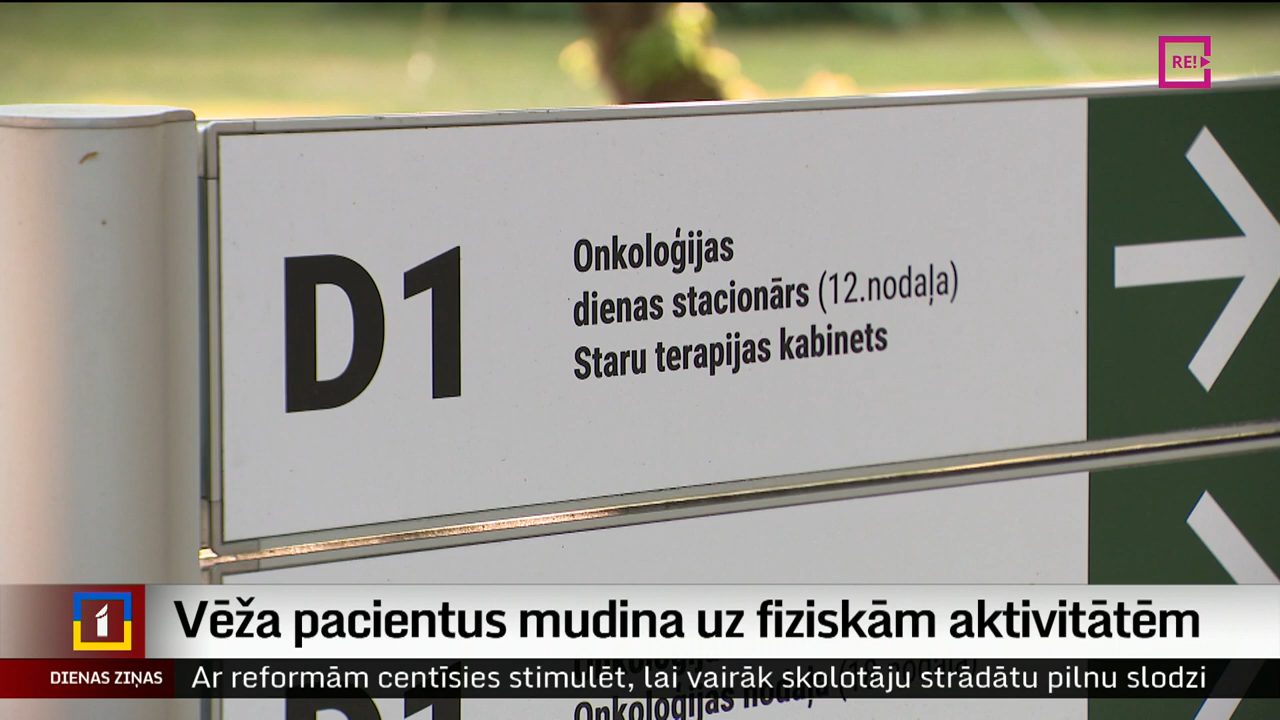 RE!
D1
Onkoloģijas
dienas stacionārs (12.nodaļa)
Staru terapijas kabinets
1
Vēža pacientus mudina uz fiziskām aktivitātēm
DIENAS ZIŅAS
Ar reformām centīsies stimulēt, lai vairāk skolotāju strādātu pilnu slodzi
D1
Onkoloģijas nodaļa